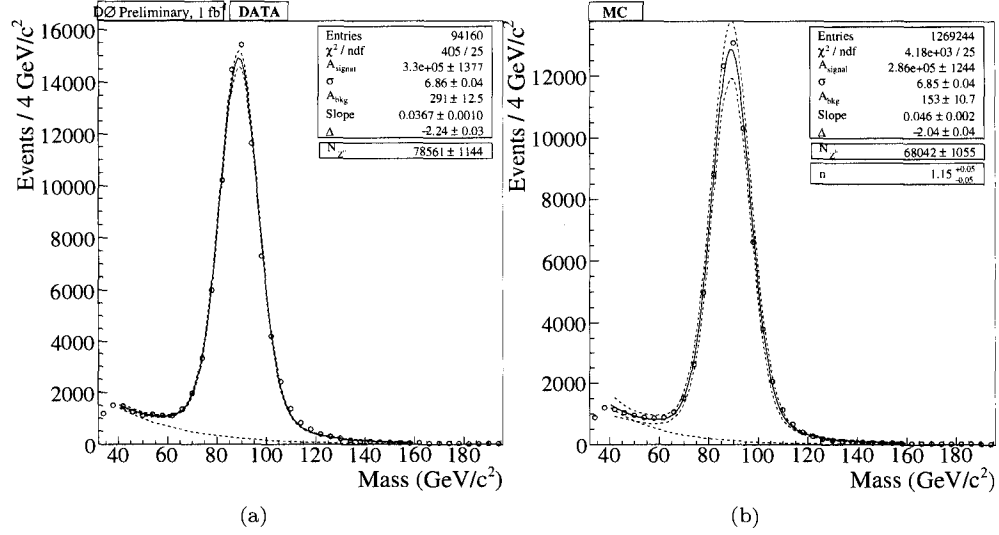 DØ Preliminary, 1 fb
DATA
Events / 4 GeV/c²
16000
14000
12000
10000
8000
6000
4000
2000
0
40 60 80 100 120 140 160 180
Mass (GeV/c²)
Entries 94160
χ² / ndf 405 / 25
A_signal 3.3e+05 ± 1377
σ 6.86 ± 0.04
A_bkg 291 ± 12.5
Slope 0.0367 ± 0.0010
Δ -2.24 ± 0.03
N 78561 ± 1144
(a)
MC
Events / 4 GeV/c²
12000
10000
8000
6000
4000
2000
0
40 60 80 100 120 140 160 180
Mass (GeV/c²)
Entries 1269244
χ² / ndf 4.18e+03 / 25
A_signal 2.86e+05 ± 1244
σ 6.85 ± 0.04
A_bkg 153 ± 10.7
Slope 0.046 ± 0.002
Δ -2.04 ± 0.04
N 68042 ± 1055
n 1.15 +0.05 -0.05
(b)